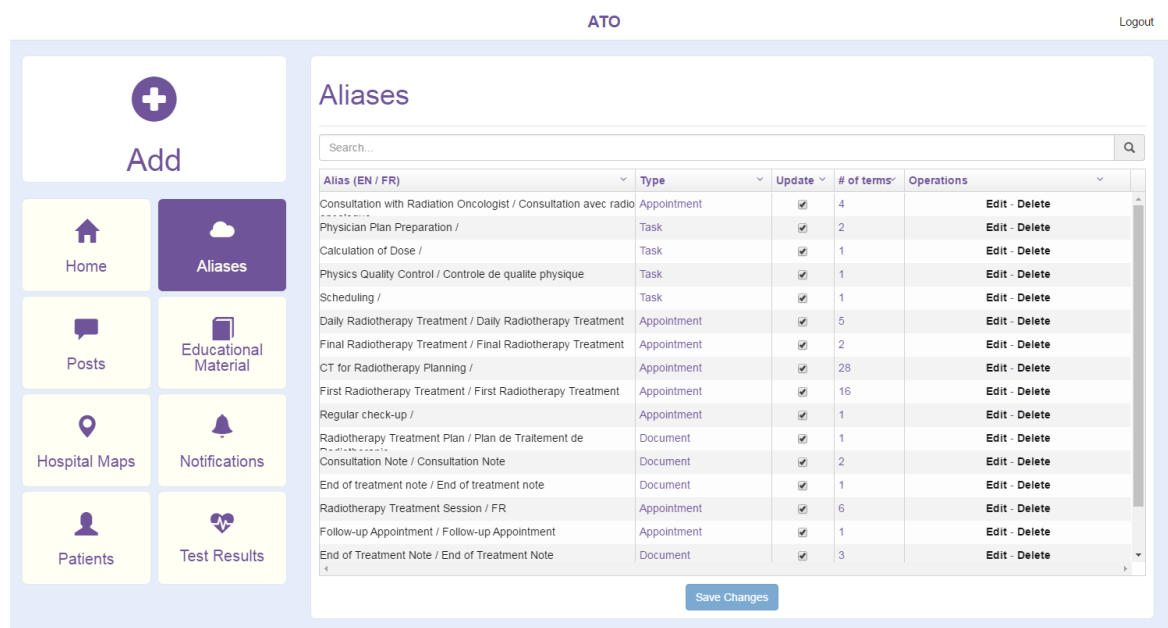 ATO
Logout
Add
Home
Aliases
Posts
Educational
Material
Hospital Maps
Notifications
Patients
Test Results
Aliases
Search...
Alias (EN / FR) Type Update # of terms Operations
Consultation with Radiation Oncologist / Consultation avec radio Appointment 4 Edit - Delete
Physician Plan Preparation / Task 2 Edit - Delete
Calculation of Dose / Task 1 Edit - Delete
Physics Quality Control / Controle de qualite physique Task 1 Edit - Delete
Scheduling / Task 1 Edit - Delete
Daily Radiotherapy Treatment / Daily Radiotherapy Treatment Appointment 5 Edit - Delete
Final Radiotherapy Treatment / Final Radiotherapy Treatment Appointment 2 Edit - Delete
CT for Radiotherapy Planning / Appointment 28 Edit - Delete
First Radiotherapy Treatment / First Radiotherapy Treatment Appointment 16 Edit - Delete
Regular check-up / Appointment 1 Edit - Delete
Radiotherapy Treatment Plan / Plan de Traitement de Document 1 Edit - Delete
Consultation Note / Consultation Note Document 2 Edit - Delete
End of treatment note / End of treatment note Document 1 Edit - Delete
Radiotherapy Treatment Session / FR Appointment 6 Edit - Delete
Follow-up Appointment / Follow-up Appointment Appointment 1 Edit - Delete
End of Treatment Note / End of Treatment Note Document 3 Edit - Delete
Save Changes